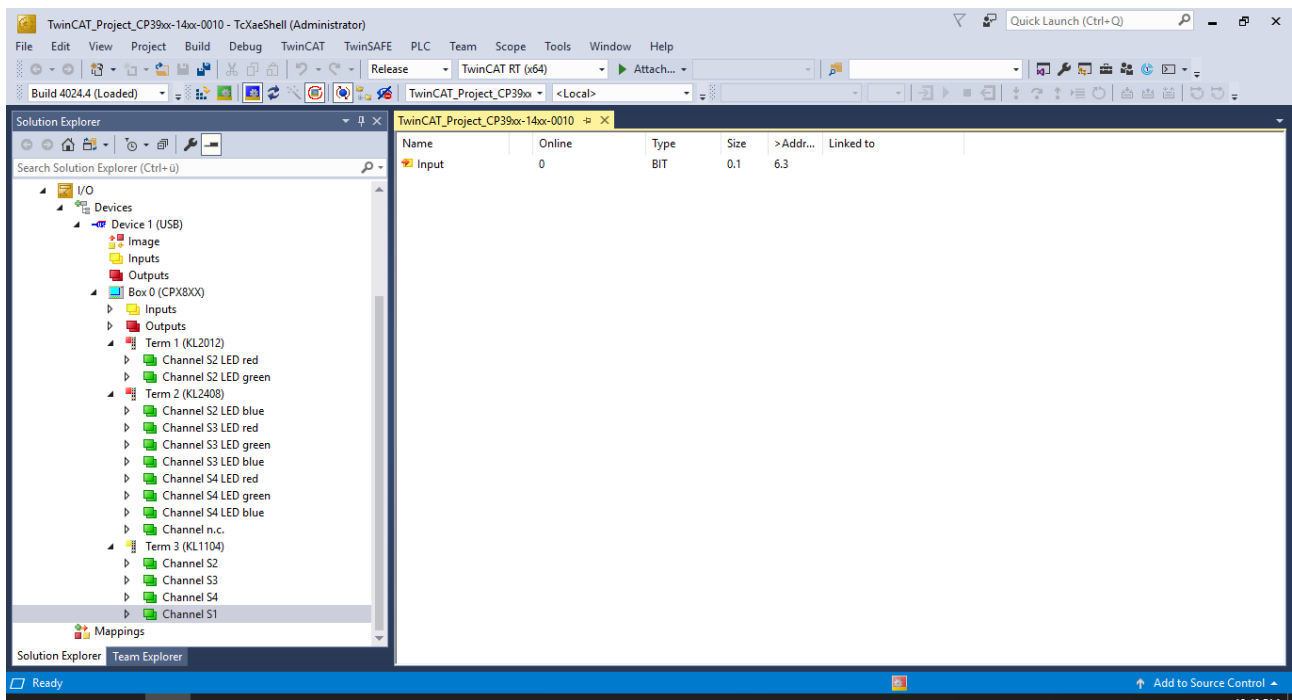 TwinCAT_Project_CP39xx-14xx-0010 - TcXaeShell (Administrator)
Quick Launch (Ctrl+Q)
File Edit View Project Build Debug TwinCAT TwinSAFE PLC Team Scope Tools Window Help
Release TwinCAT RT (x64) Attach...
Build 4024.4 (Loaded) TwinCAT_Project_CP39xx <Local>
Solution Explorer
Search Solution Explorer (Ctrl+ü)
I/O
Devices
Device 1 (USB)
Image
Inputs
Outputs
Box 0 (CPX8XX)
Inputs
Outputs
Term 1 (KL2012)
Channel S2 LED red
Channel S2 LED green
Term 2 (KL2408)
Channel S2 LED blue
Channel S3 LED red
Channel S3 LED green
Channel S3 LED blue
Channel S4 LED red
Channel S4 LED green
Channel S4 LED blue
Channel n.c.
Term 3 (KL1104)
Channel S2
Channel S3
Channel S4
Channel S1
Mappings
Solution Explorer Team Explorer
TwinCAT_Project_CP39xx-14xx-0010
Name Online Type Size >Addr... Linked to
Input 0 BIT 0.1 6.3
Ready
Add to Source Control